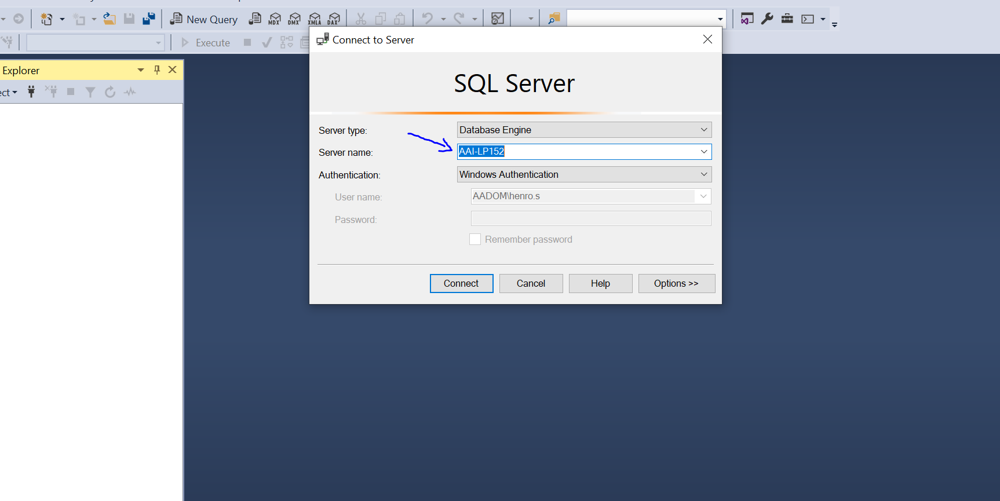 New Query
MDX
DMX
XMLA
DAX
Execute
Connect to Server
Explorer
ect
SQL Server
Server type:
Database Engine
Server name:
AAI-LP152
Authentication:
Windows Authentication
User name:
AADOM\henro.s
Password:
Remember password
Connect
Cancel
Help
Options >>